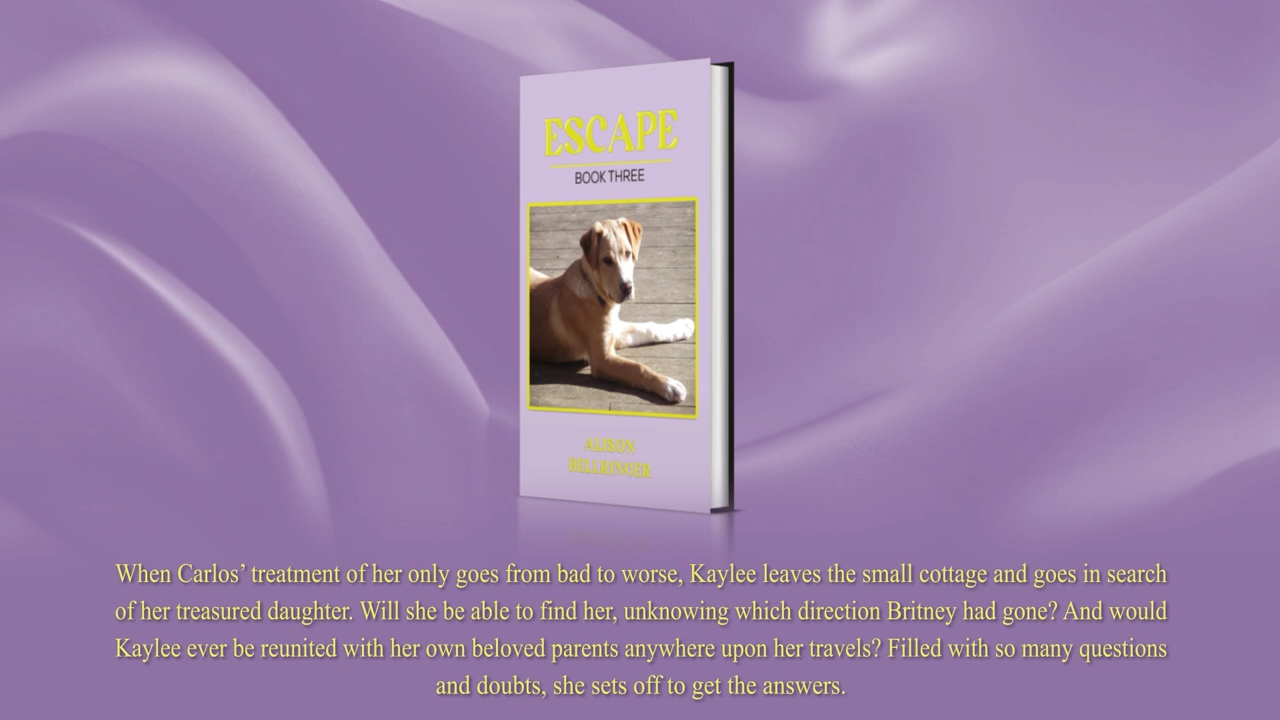 ESCAPE
BOOK THREE
ALISON
BELLRINGER
When Carlos’ treatment of her only goes from bad to worse, Kaylee leaves the small cottage and goes in search
of her treasured daughter. Will she be able to find her, unknowing which direction Britney had gone? And would
Kaylee ever be reunited with her own beloved parents anywhere upon her travels? Filled with so many questions
and doubts, she sets off to get the answers.